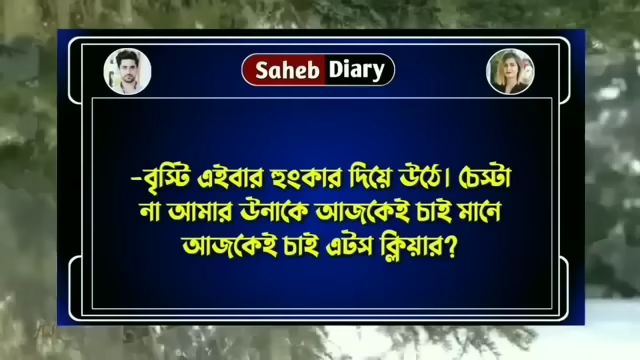 Saheb Diary
-বৃস্টি এইবার হুংকার দিয়ে উঠে। চেস্টা
না আমার উনাকে আজকেই চাই মানে
আজকেই চাই এটস ক্লিয়ার?